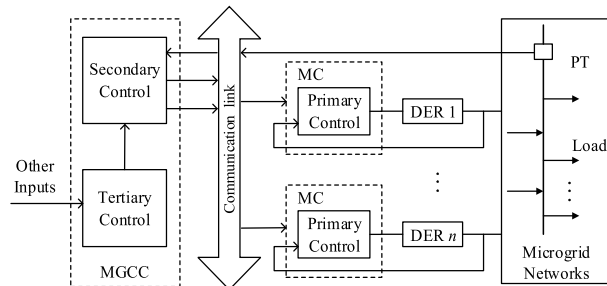 Secondary
Control
Tertiary
Control
MGCC
Other
Inputs
Communication link
MC
Primary
Control
DER 1
MC
Primary
Control
DER n
PT
Load
Microgrid
Networks